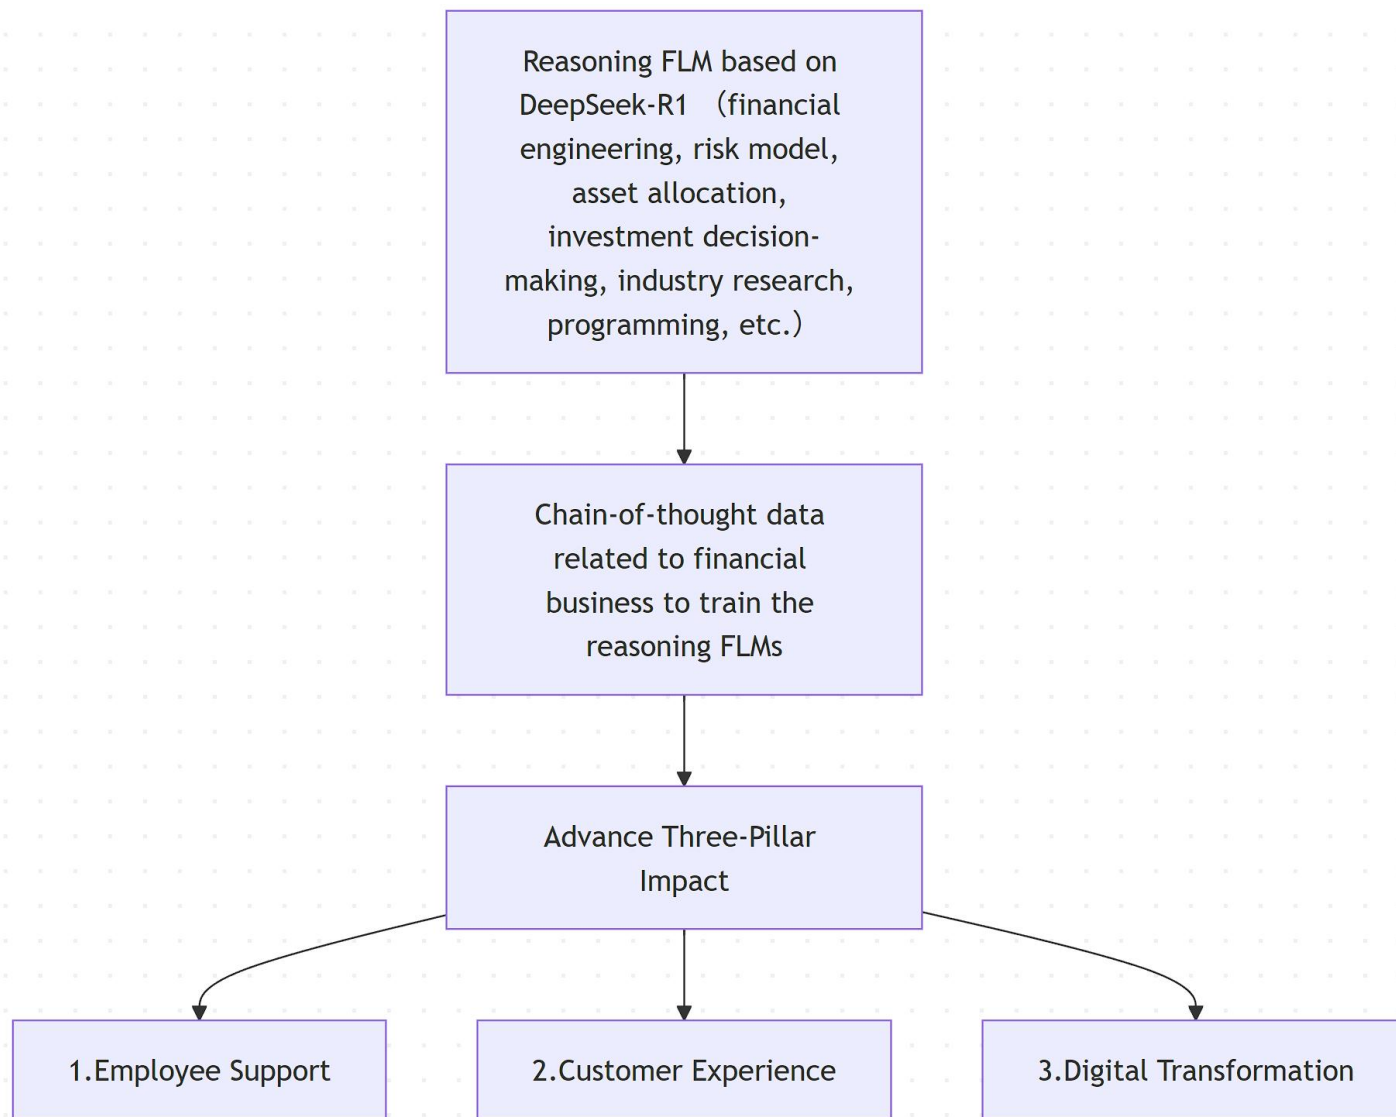 Reasoning FLM based on
DeepSeek-R1 （financial
engineering, risk model,
asset allocation,
investment decision-
making, industry research,
programming, etc.）
Chain-of-thought data
related to financial
business to train the
reasoning FLMs
Advance Three-Pillar
Impact
1.Employee Support
2.Customer Experience
3.Digital Transformation